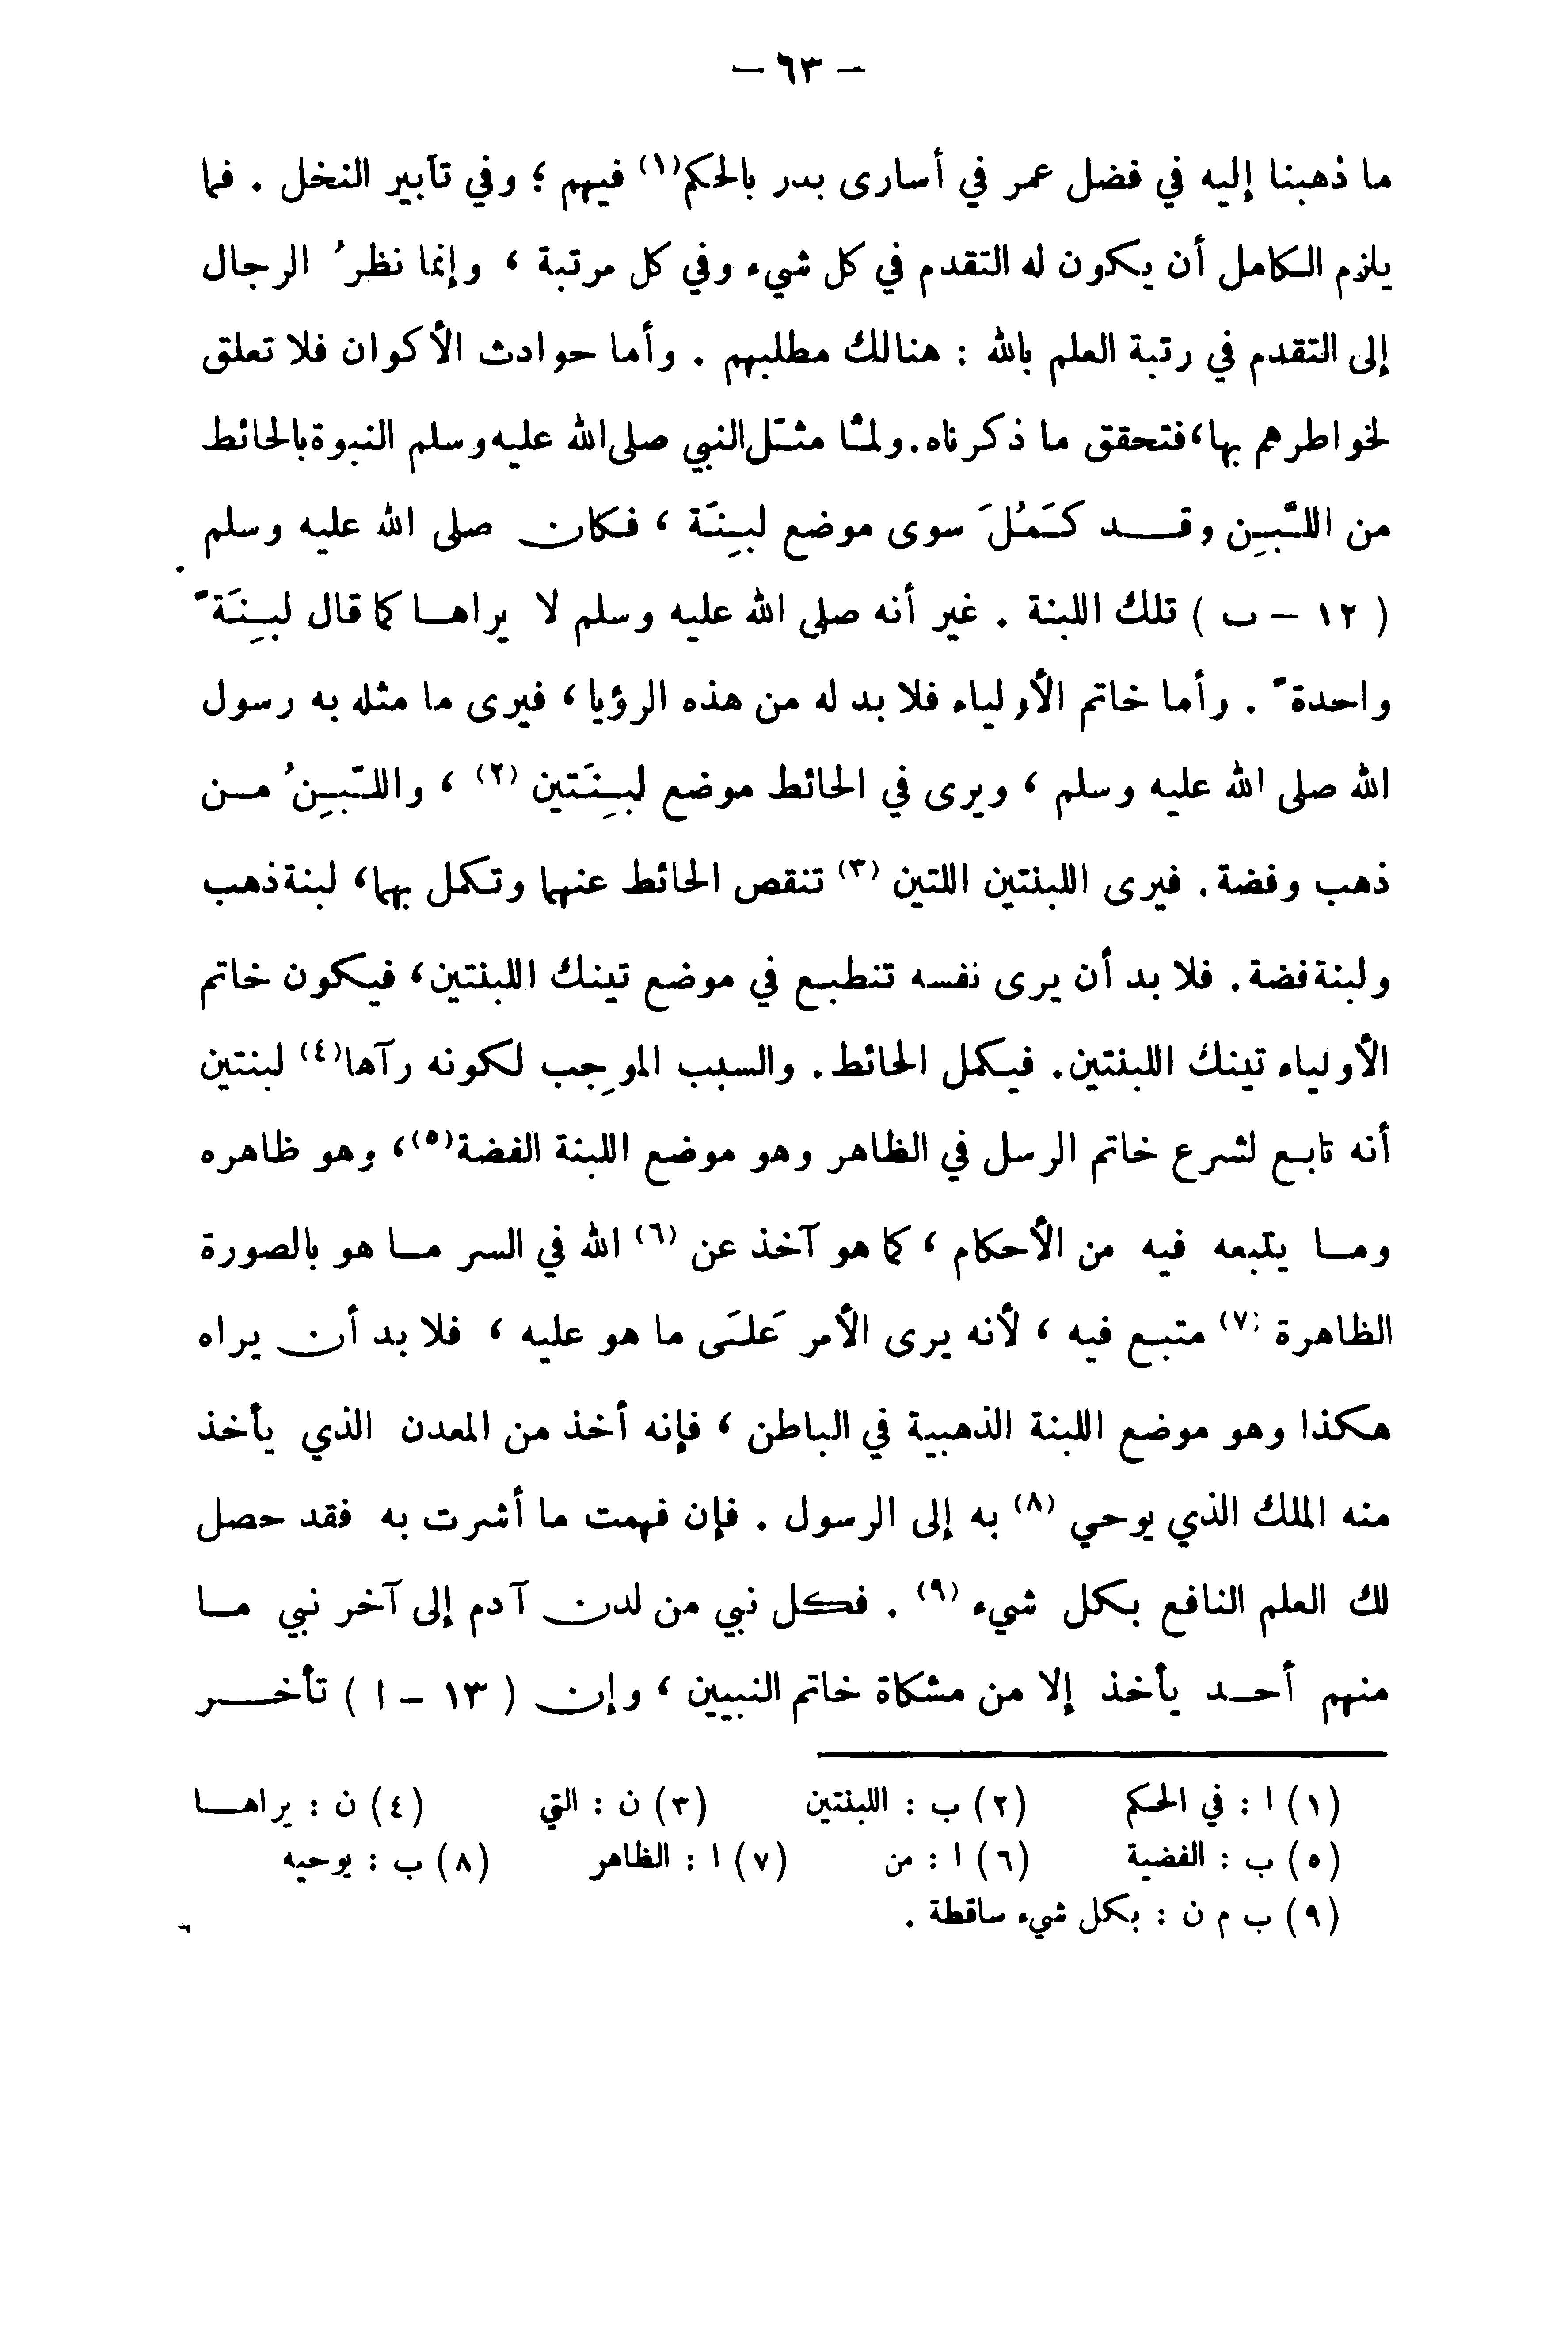 – ٦٣ –
ما ذهبنا إليه في فضل عمر في أسارى بدر بالحكم(١) فيهم ؛ وفي تأبير النخل . فما
يلزم الكامل أن يكون له التقدم في كل شيء وفي كل مرتبة ، وإنما نظرُ الرجال
إلى التقدم في رتبة العلم بالله : هنالك مطلبهم . وأما حوادث الأكوان فلا تعلق
لخواطرهم بها،فتحقق ما ذكرناه.ولمَّا مثَّل النبي صلى الله عليه وسلم النبوة بالحائط
من اللَّبِن وقد كَمُلَ سوى موضع لبِنَة ، فكان صلى الله عليه وسلم
( ١٢ – ب ) تلك اللبنة . غير أنه صلى الله عليه وسلم لا يراها كما قال لبِنَةً
واحدةً . وأما خاتم الأولياء فلا بد له من هذه الرؤيا ، فيرى ما مثله به رسول
الله صلى الله عليه وسلم ، ويرى في الحائط موضع لبِنَتين (٢) ، واللَّبِنُ من
ذهب وفضة . فيرى اللبنتين اللتين (٣) تنقص الحائط عنهما وتكمل بهما، لبنة ذهب
ولبنة فضة . فلا بد أن يرى نفسه تنطبع في موضع تينك اللبنتين، فيكون خاتم
الأولياء تينك اللبنتين. فيكمل الحائط . والسبب الموجِب لكونه رآها(٤) لبنتين
أنه تابع لشرع خاتم الرسل في الظاهر وهو موضع اللبنة الفضة(٥)، وهو ظاهره
وما يتبعه فيه من الأحكام ، كما هو آخذ عن (٦) الله في السر ما هو بالصورة
الظاهرة (٧) متبع فيه ، لأنه يرى الأمر عَلَى ما هو عليه ، فلا بد أن يراه
هكذا وهو موضع اللبنة الذهبية في الباطن ، فإنه أخذ من المعدن الذي يأخذ
منه الملك الذي يوحي (٨) به إلى الرسول . فإن فهمت ما أشرت به فقد حصل
لك العلم النافع بكل شيء (٩) . فكل نبي من لدن آدم إلى آخر نبي ما
منهم أحد يأخذ إلا من مشكاة خاتم النبيين ، وإن ( ١٣ – ا ) تأخر
(١) ا : في الحكم (٢) ب : اللبنتين (٣) ن : التي (٤) ن : يراها
(٥) ب : الفضية (٦) ا : من (٧) ا : الظاهر (٨) ب : يوحيه
(٩) ب م ن : بكل شيء ساقطة .